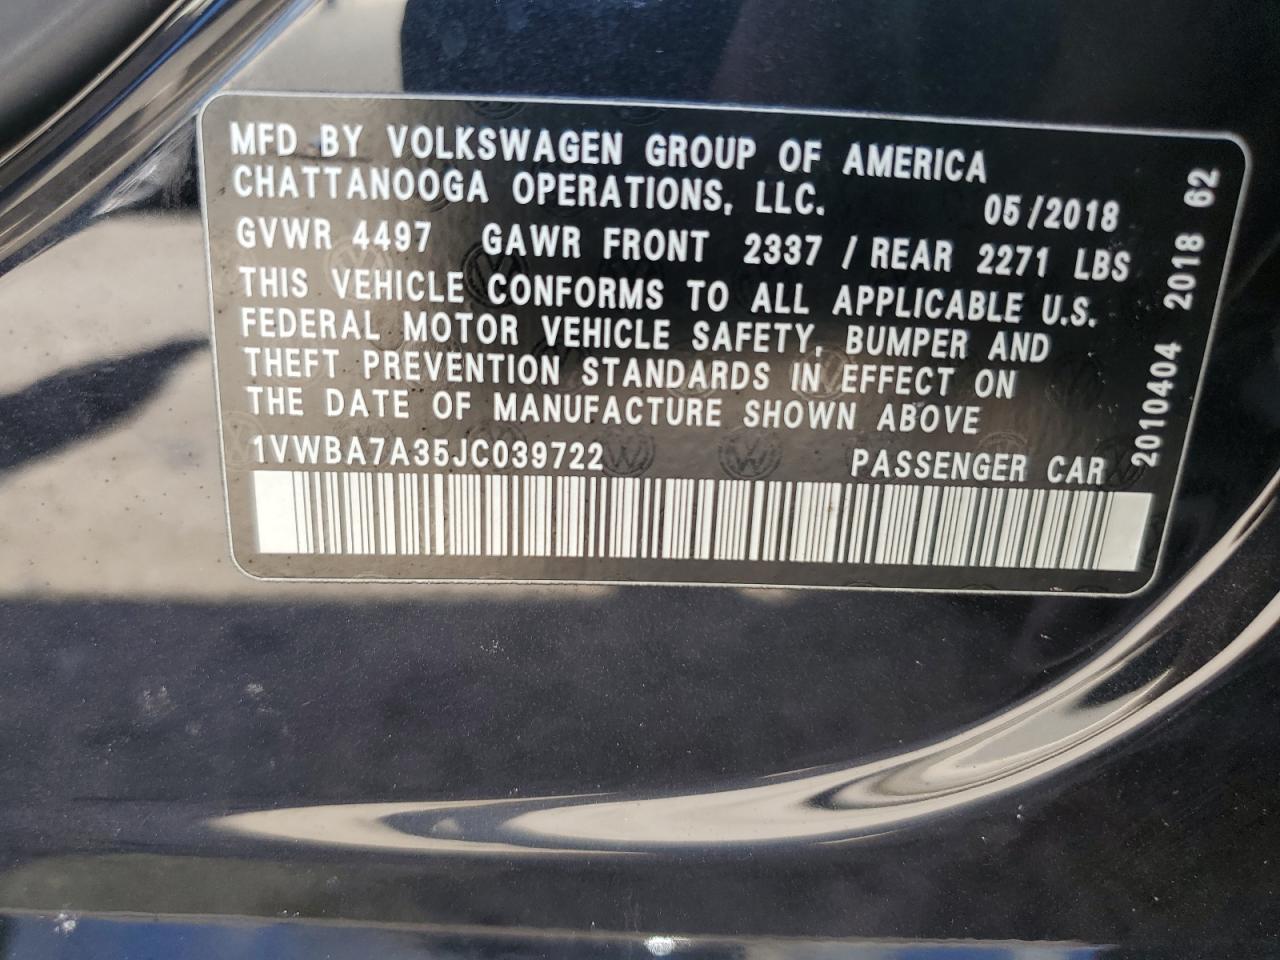 MFD BY VOLKSWAGEN GROUP OF AMERICA
CHATTANOOGA OPERATIONS, LLC. 05/2018
GVWR 4497 GAWR FRONT 2337 / REAR 2271 LBS
THIS VEHICLE CONFORMS TO ALL APPLICABLE U.S.
FEDERAL MOTOR VEHICLE SAFETY, BUMPER AND
THEFT PREVENTION STANDARDS IN EFFECT ON
THE DATE OF MANUFACTURE SHOWN ABOVE
1VWBA7A35JC039722 PASSENGER CAR
2010404 2018 62